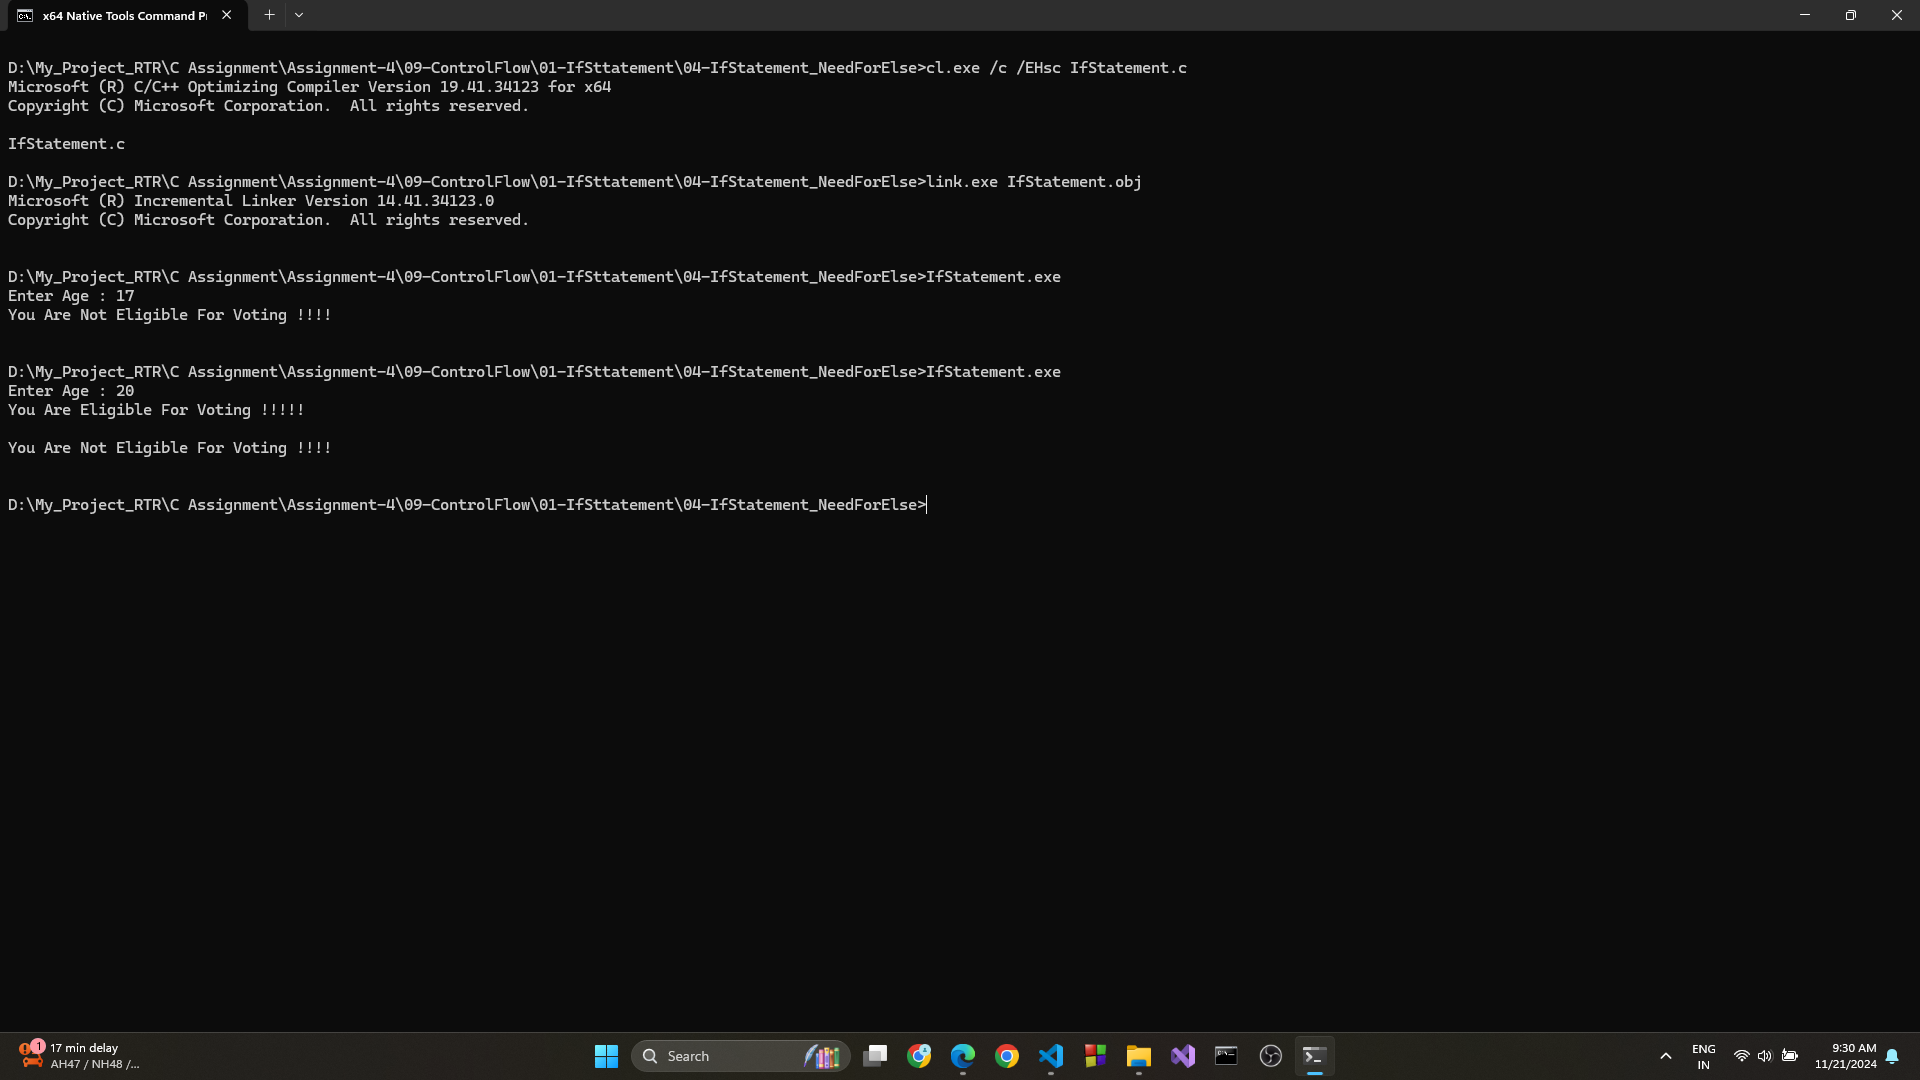 x64 Native Tools Command P
D:\My_Project_RTR\C Assignment\Assignment-4\09-ControlFlow\01-IfSttatement\04-IfStatement_NeedForElse>cl.exe /c /EHsc IfStatement.c
Microsoft (R) C/C++ Optimizing Compiler Version 19.41.34123 for x64
Copyright (C) Microsoft Corporation.  All rights reserved.
IfStatement.c
D:\My_Project_RTR\C Assignment\Assignment-4\09-ControlFlow\01-IfSttatement\04-IfStatement_NeedForElse>link.exe IfStatement.obj
Microsoft (R) Incremental Linker Version 14.41.34123.0
Copyright (C) Microsoft Corporation.  All rights reserved.
D:\My_Project_RTR\C Assignment\Assignment-4\09-ControlFlow\01-IfSttatement\04-IfStatement_NeedForElse>IfStatement.exe
Enter Age : 17
You Are Not Eligible For Voting !!!!
D:\My_Project_RTR\C Assignment\Assignment-4\09-ControlFlow\01-IfSttatement\04-IfStatement_NeedForElse>IfStatement.exe
Enter Age : 20
You Are Eligible For Voting !!!!!
You Are Not Eligible For Voting !!!!
D:\My_Project_RTR\C Assignment\Assignment-4\09-ControlFlow\01-IfSttatement\04-IfStatement_NeedForElse>
1
17 min delay
AH47 / NH48 /...
Search
ENG
IN
9:30 AM
11/21/2024